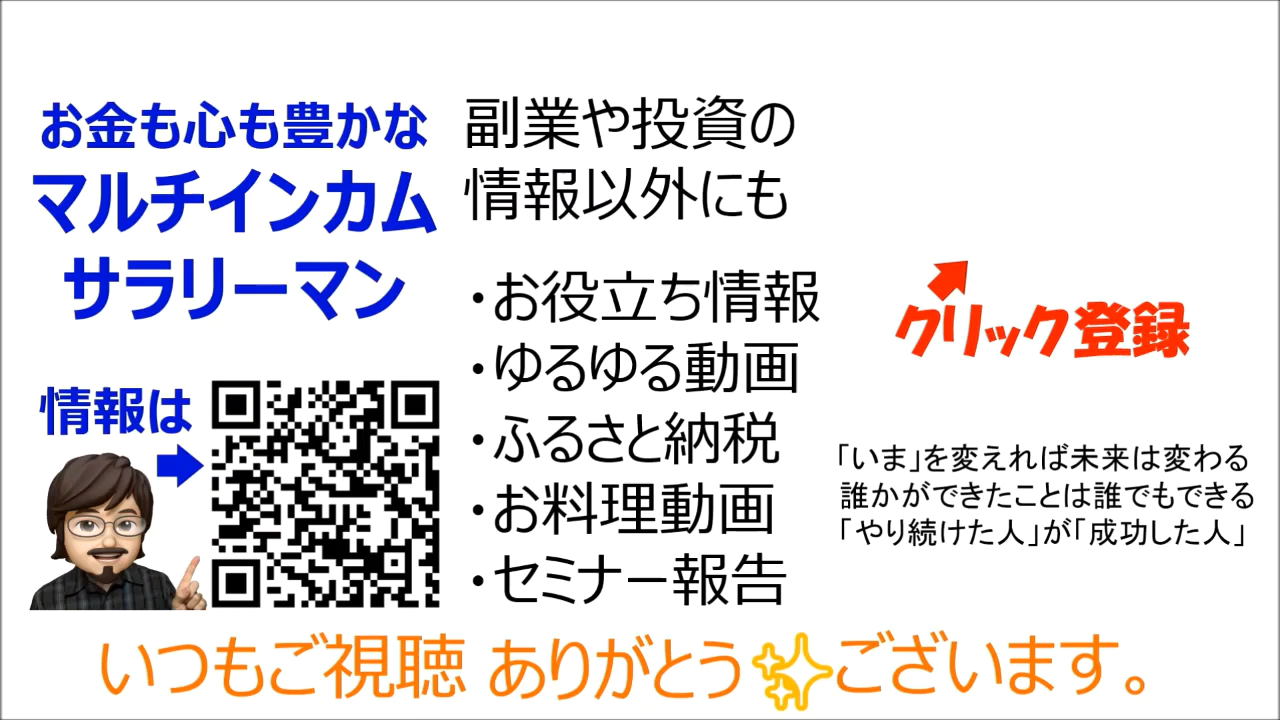 お金も心も豊かな
マルチインカム
サラリーマン
情報は
副業や投資の
情報以外にも
・お役立ち情報
・ゆるゆる動画
・ふるさと納税
・お料理動画
・セミナー報告
クリック登録
「いま」を変えれば未来は変わる
誰かができたことは誰でもできる
「やり続けた人」が「成功した人」
いつもご視聴 ありがとう✨ございます。